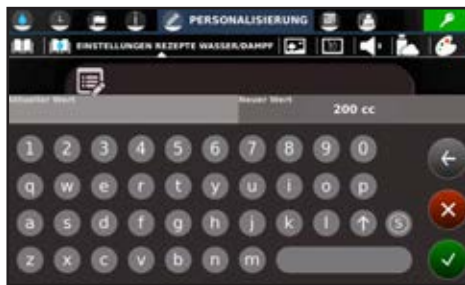 PERSONALISIERUNG
EINSTELLUNGEN REZEPTE WASSER/DAMPF
Aktueller Wert
Neuer Wert
200 cc
1 2 3 4 5 6 7 8 9 0
q w e r t y u i o p
a s d f g h j k l ↑ S
z x c v b n m